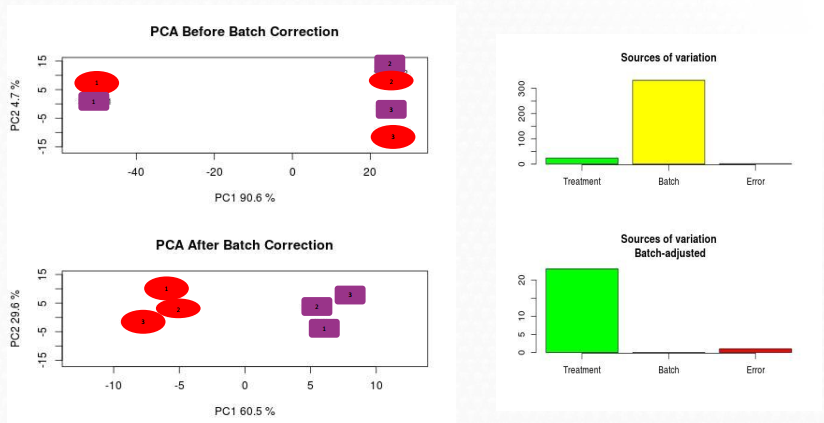 PCA Before Batch Correction
PC2 4.7 %
15
5
-5
-15
1
1
2
2
3
3
-40
-20
0
20
PC1 90.6 %
PCA After Batch Correction
PC2 29.6 %
15
5
-5
-15
1
2
3
3
2
1
-10
-5
0
5
10
PC1 60.5 %
Sources of variation
300
200
100
0
Treatment
Batch
Error
Sources of variation
Batch-adjusted
20
10
5
0
Treatment
Batch
Error